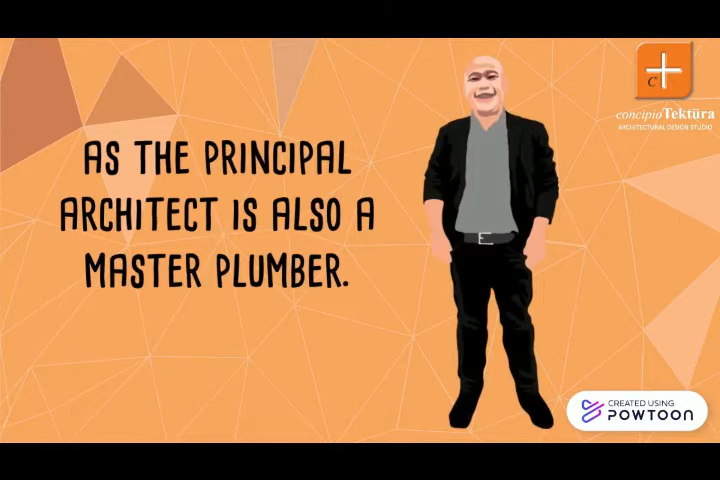 AS THE PRINCIPAL
ARCHITECT IS ALSO A
MASTER PLUMBER.
C
concipioTektūra
ARCHITECTURAL DESIGN STUDIO
CREATED USING
POWTOON